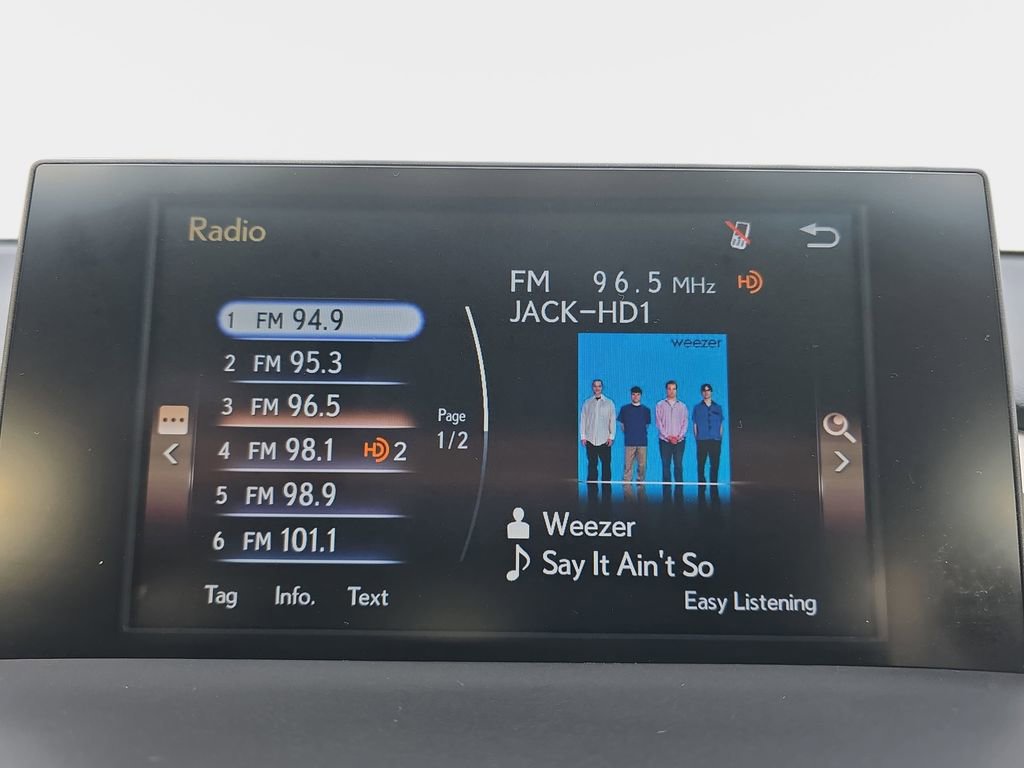 Radio
FM 96.5 MHz HD
JACK-HD1
weezer
1 FM 94.9
2 FM 95.3
3 FM 96.5
4 FM 98.1 HD 2
5 FM 98.9
6 FM 101.1
Page
1/2
Weezer
Say It Ain't So
Easy Listening
Tag Info. Text